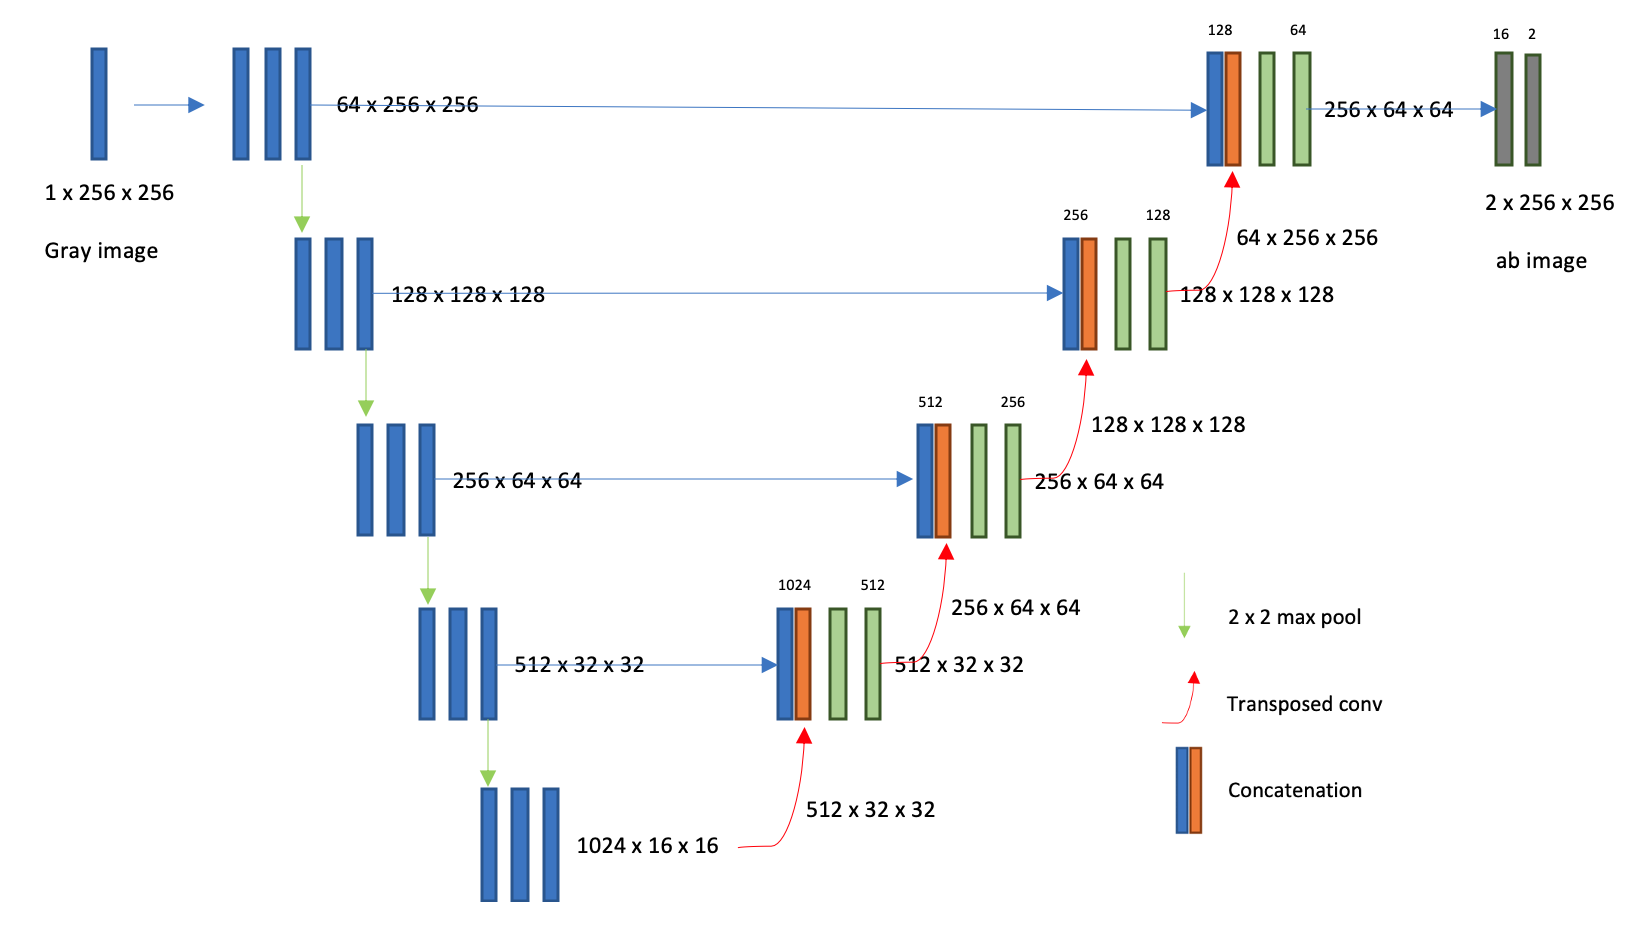 128
64
16
2
64 x 256 x 256
256 x 64 x 64
1 x 256 x 256
2 x 256 x 256
Gray image
ab image
256
128
64 x 256 x 256
128 x 128 x 128
128 x 128 x 128
512
256
128 x 128 x 128
256 x 64 x 64
256 x 64 x 64
1024
512
256 x 64 x 64
2 x 2 max pool
512 x 32 x 32
512 x 32 x 32
Transposed conv
Concatenation
512 x 32 x 32
1024 x 16 x 16